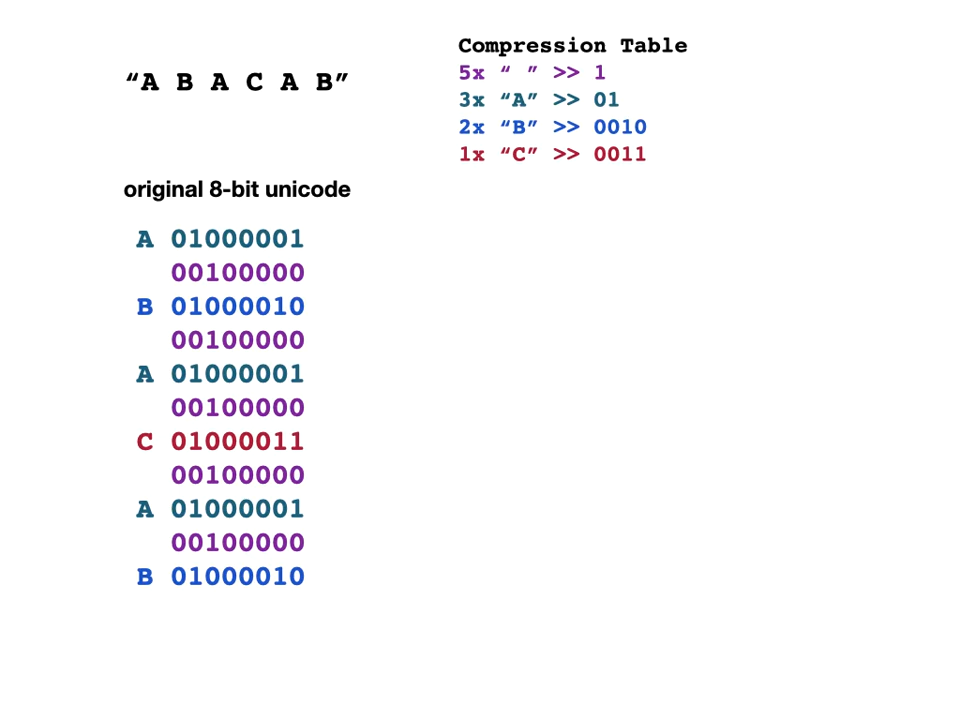 “A B A C A B”
Compression Table
5x “ ” >> 1
3x “A” >> 01
2x “B” >> 0010
1x “C” >> 0011
original 8-bit unicode
A 01000001
00100000
B 01000010
00100000
A 01000001
00100000
C 01000011
00100000
A 01000001
00100000
B 01000010